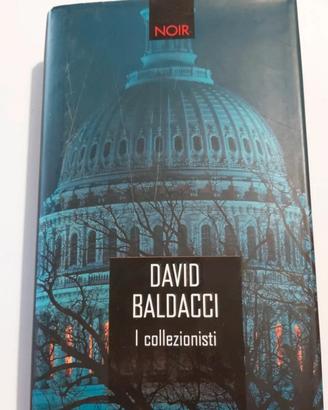 NOIR
DAVID
BALDACCI
I collezionisti